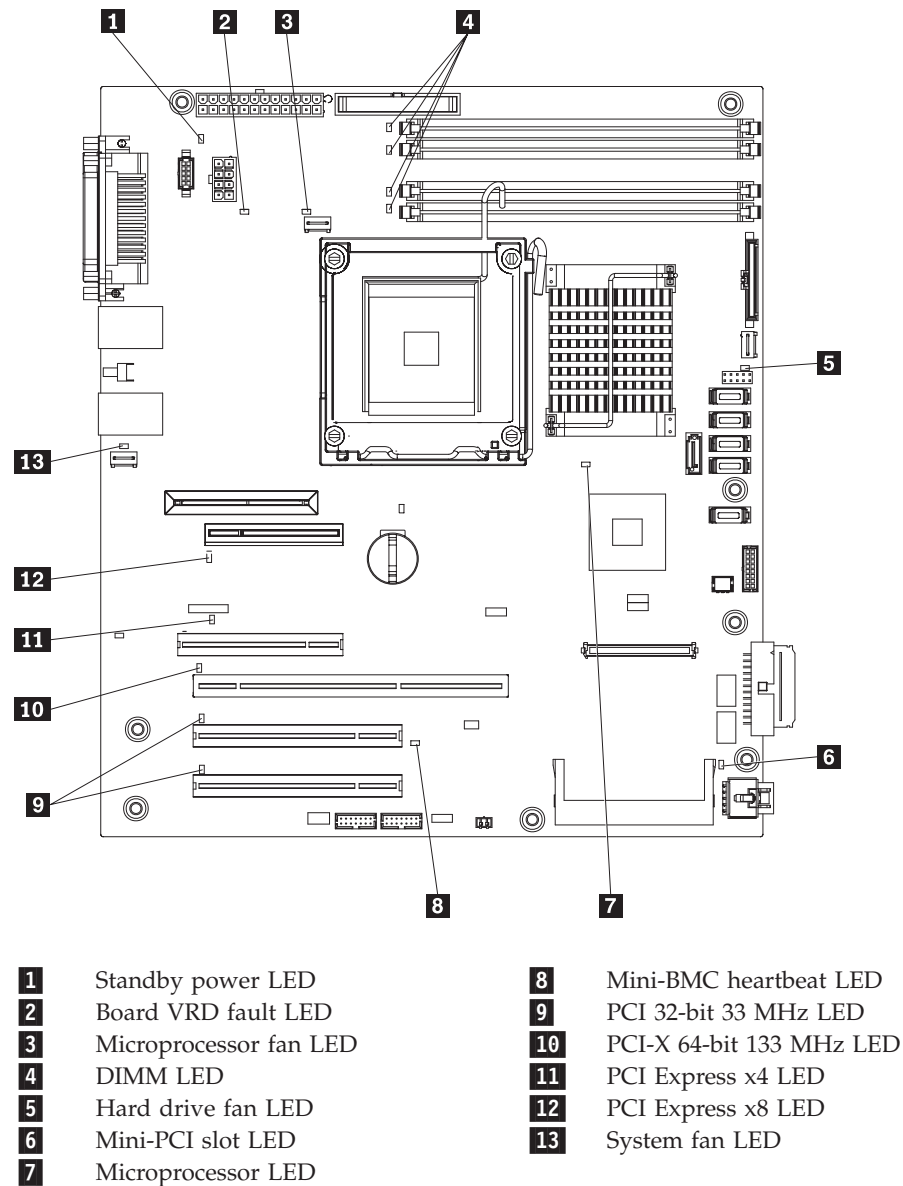 1
2
3
4
5
13
12
11
10
9
6
8
7
1 Standby power LED
2 Board VRD fault LED
3 Microprocessor fan LED
4 DIMM LED
5 Hard drive fan LED
6 Mini-PCI slot LED
7 Microprocessor LED
8 Mini-BMC heartbeat LED
9 PCI 32-bit 33 MHz LED
10 PCI-X 64-bit 133 MHz LED
11 PCI Express x4 LED
12 PCI Express x8 LED
13 System fan LED